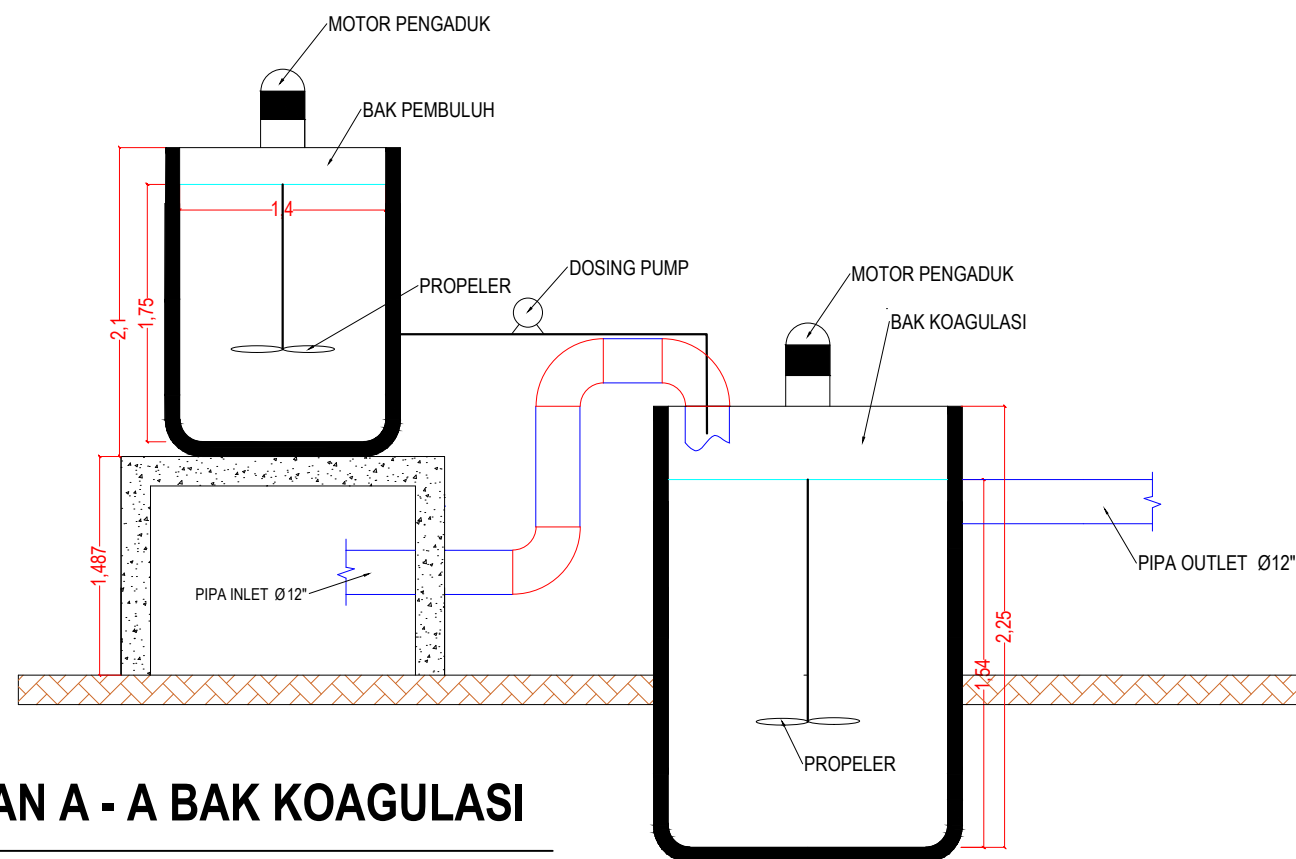 MOTOR PENGADUK
BAK PEMBULUH
1,4
2,1
1,75
PROPELER
DOSING PUMP
MOTOR PENGADUK
BAK KOAGULASI
1,487
PIPA INLET Ø12"
PIPA OUTLET Ø12"
2,25
1,54
PROPELER
AN A - A BAK KOAGULASI